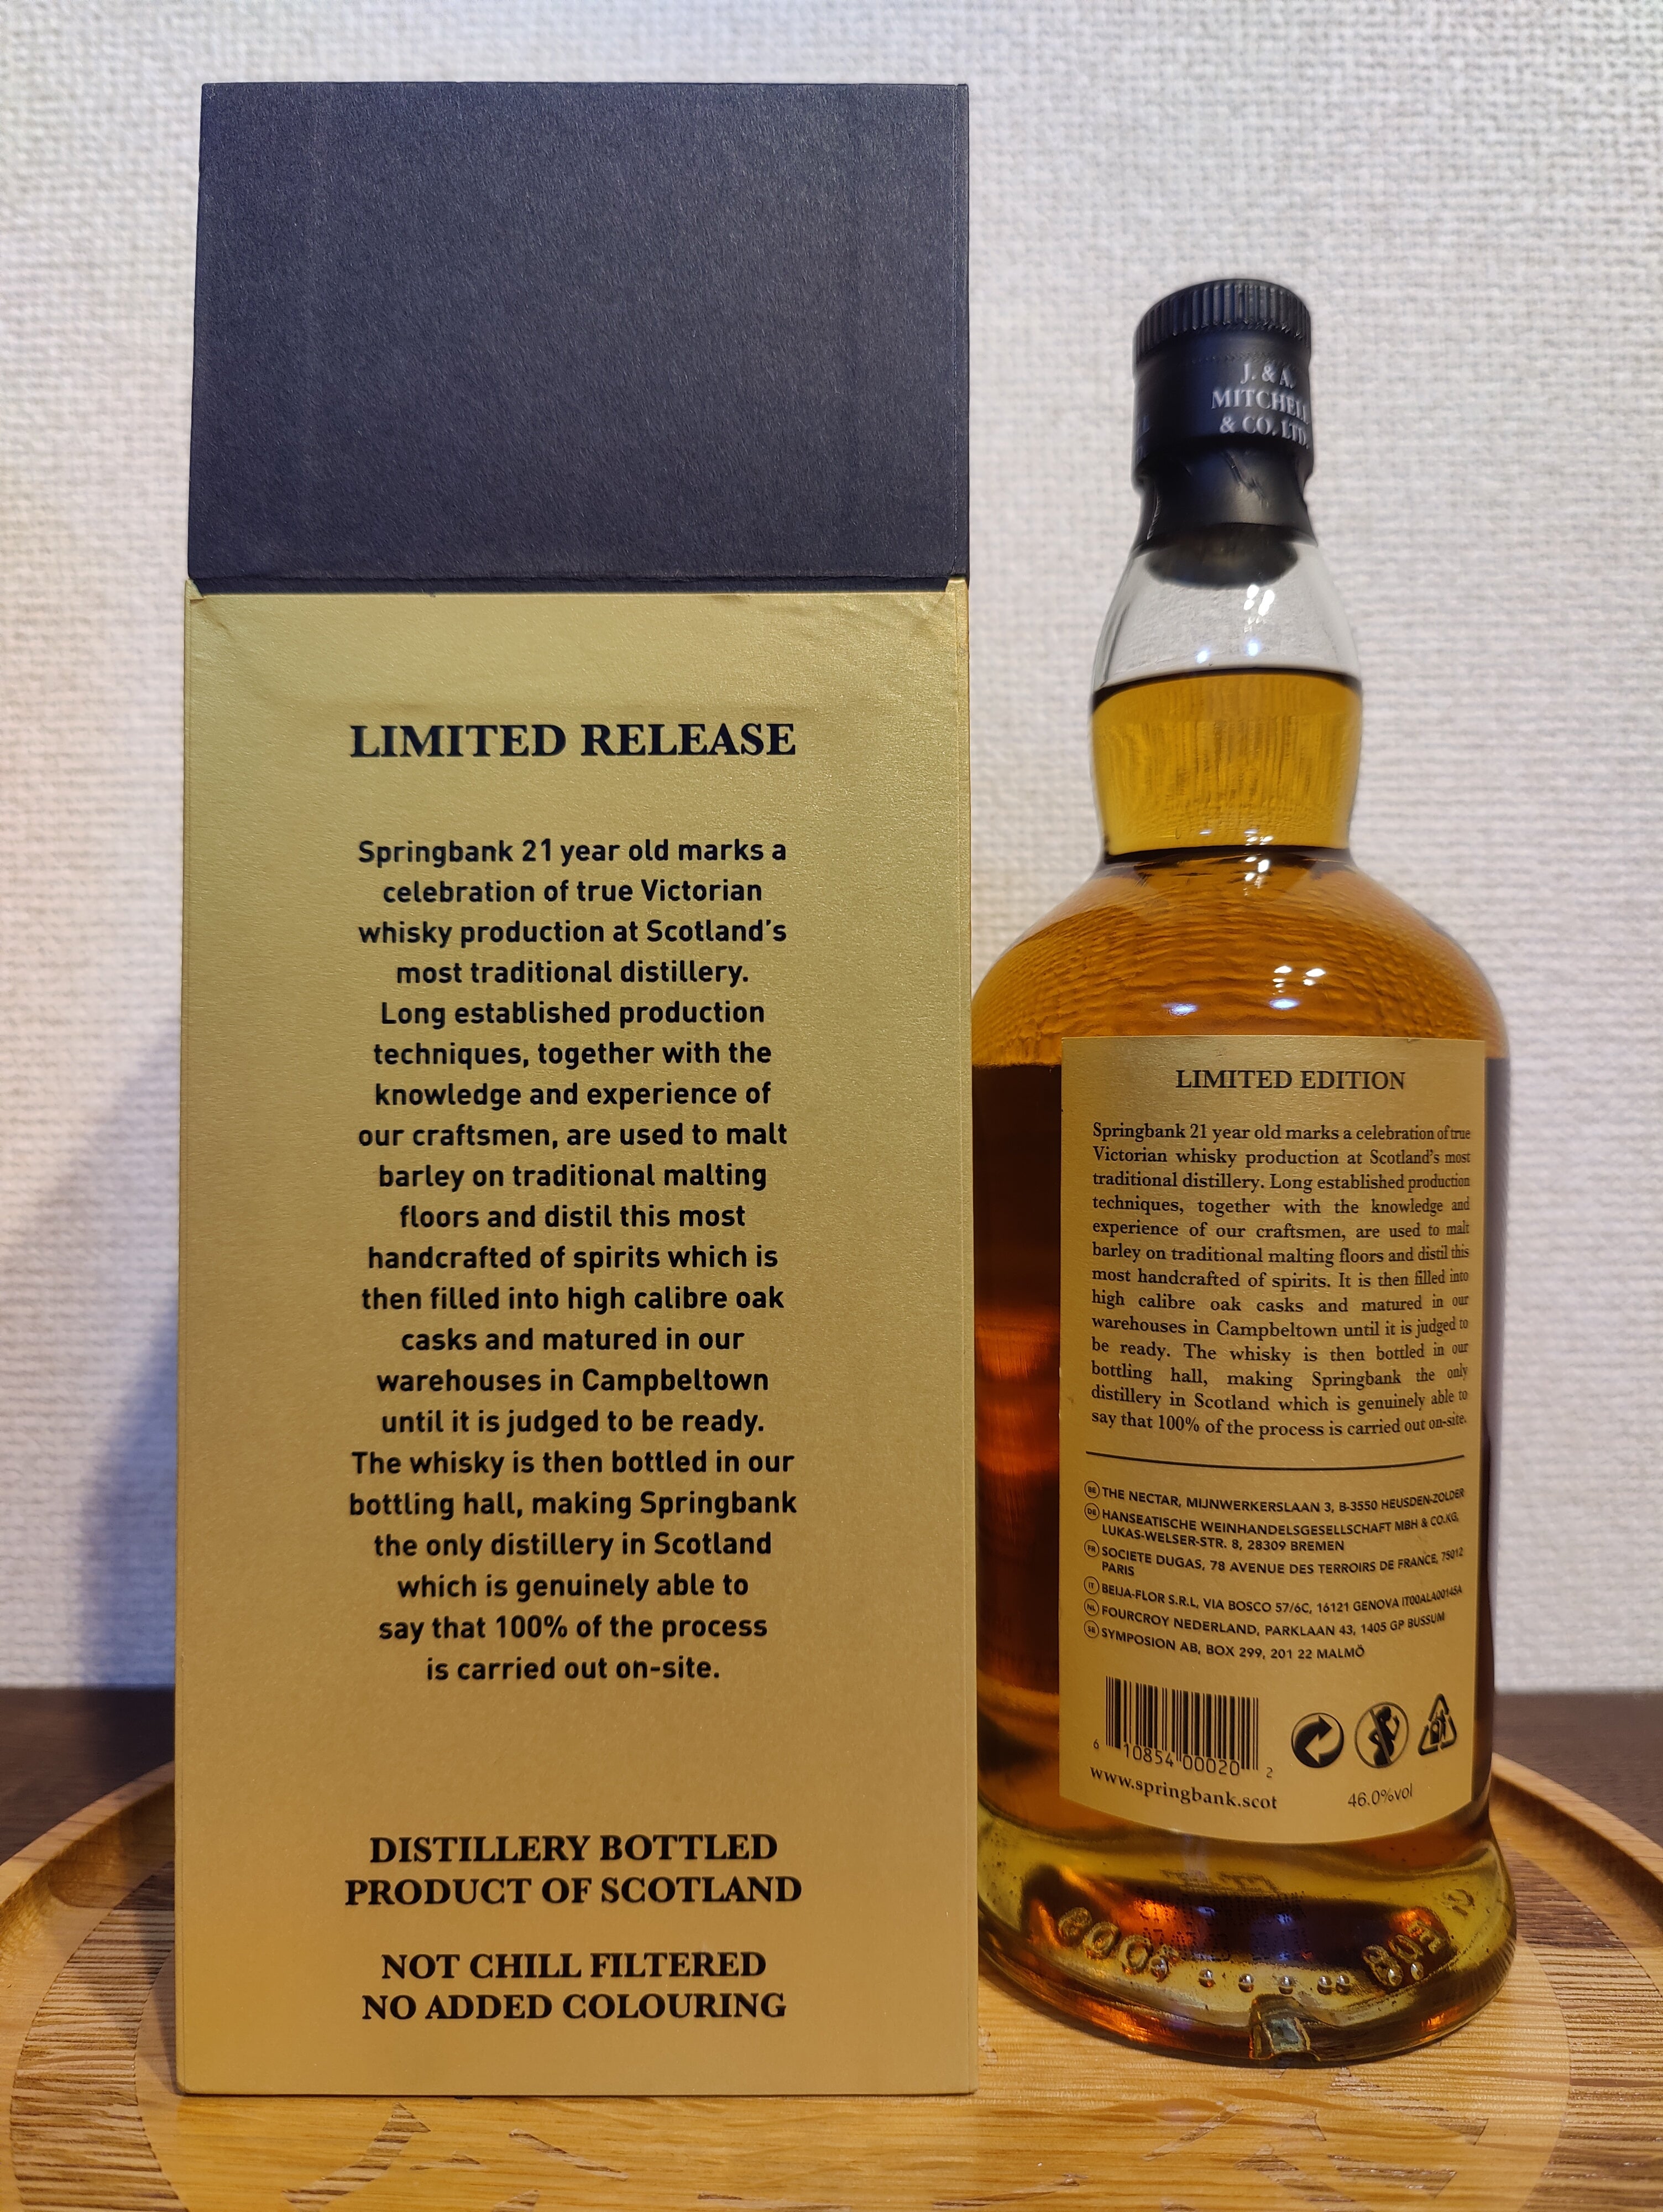 LIMITED RELEASE
Springbank 21 year old marks a
celebration of true Victorian
whisky production at Scotland's
most traditional distillery.
Long established production
techniques, together with the
knowledge and experience of
our craftsmen, are used to malt
barley on traditional malting
floors and distil this most
handcrafted of spirits which is
then filled into high calibre oak
casks and matured in our
warehouses in Campbeltown
until it is judged to be ready.
The whisky is then bottled in our
bottling hall, making Springbank
the only distillery in Scotland
which is genuinely able to
say that 100% of the process
is carried out on-site.
DISTILLERY BOTTLED
PRODUCT OF SCOTLAND
NOT CHILL FILTERED
NO ADDED COLOURING
J. & A.
MITCHELL
& CO. LTD.
LIMITED EDITION
Springbank 21 year old marks a celebration of true
Victorian whisky production at Scotland's most
traditional distillery. Long established production
techniques, together with the knowledge and
experience of our craftsmen, are used to malt
barley on traditional malting floors and distil this
most handcrafted of spirits. It is then filled into
high calibre oak casks and matured in our
warehouses in Campbeltown until it is judged to
be ready. The whisky is then bottled in our
bottling hall, making Springbank the only
distillery in Scotland which is genuinely able to
say that 100% of the process is carried out on-site.
BE THE NECTAR, MIJNWERKERSLAAN 3, B-3550 HEUSDEN-ZOLDER
DE HANSEATISCHE WEINHANDELSGESELLSCHAFT MBH & CO.KG,
LUKAS-WELSER-STR. 8, 28309 BREMEN
FR SOCIETE DUGAS, 78 AVENUE DES TERROIRS DE FRANCE, 75012
PARIS
IT BEIJA-FLOR S.R.L, VIA BOSCO 57/6C, 16121 GENOVA IT00ALA00145A
NL FOURCROY NEDERLAND, PARKLAAN 43, 1405 GP BUSSUM
SE SYMPOSION AB, BOX 299, 201 22 MALMÖ
6 10854 00020 2
www.springbank.scot
46.0%vol